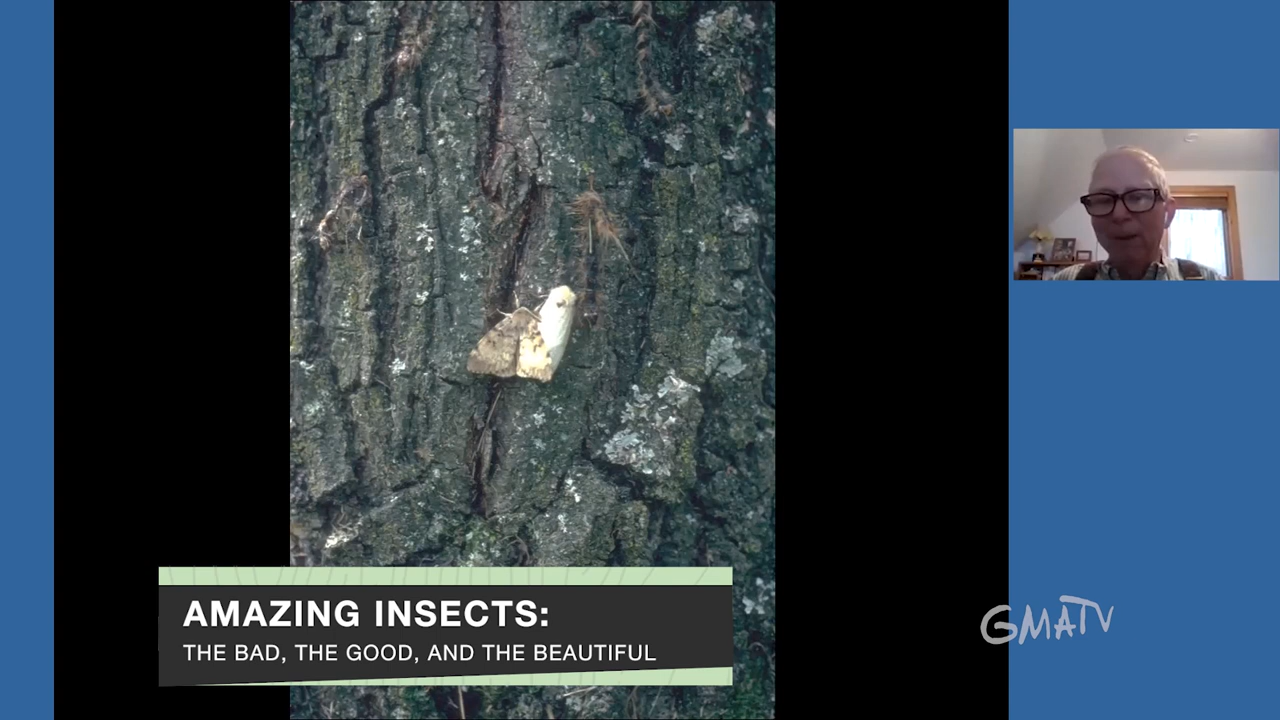 AMAZING INSECTS:
THE BAD, THE GOOD, AND THE BEAUTIFUL
GMATV